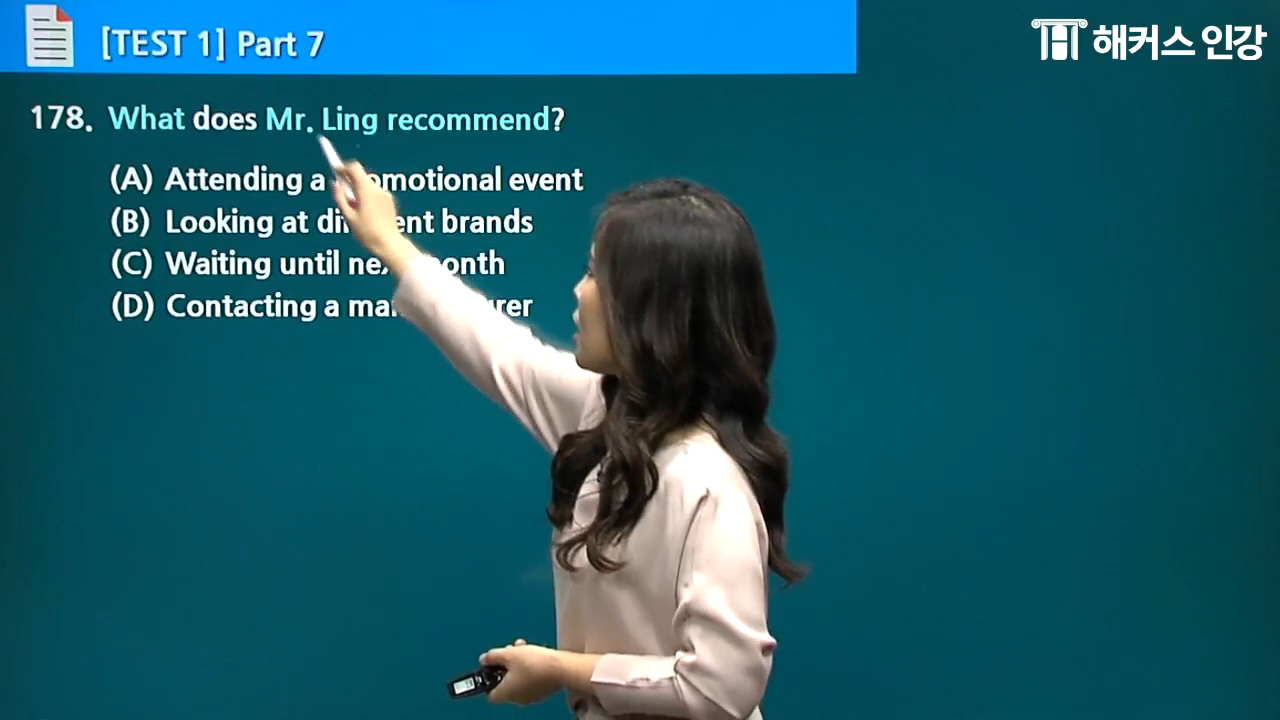 [TEST 1] Part 7
해커스 인강
178. What does Mr. Ling recommend?
(A) Attending a event
(B) Looking at brands
(C) Waiting until
(D) Contacting a